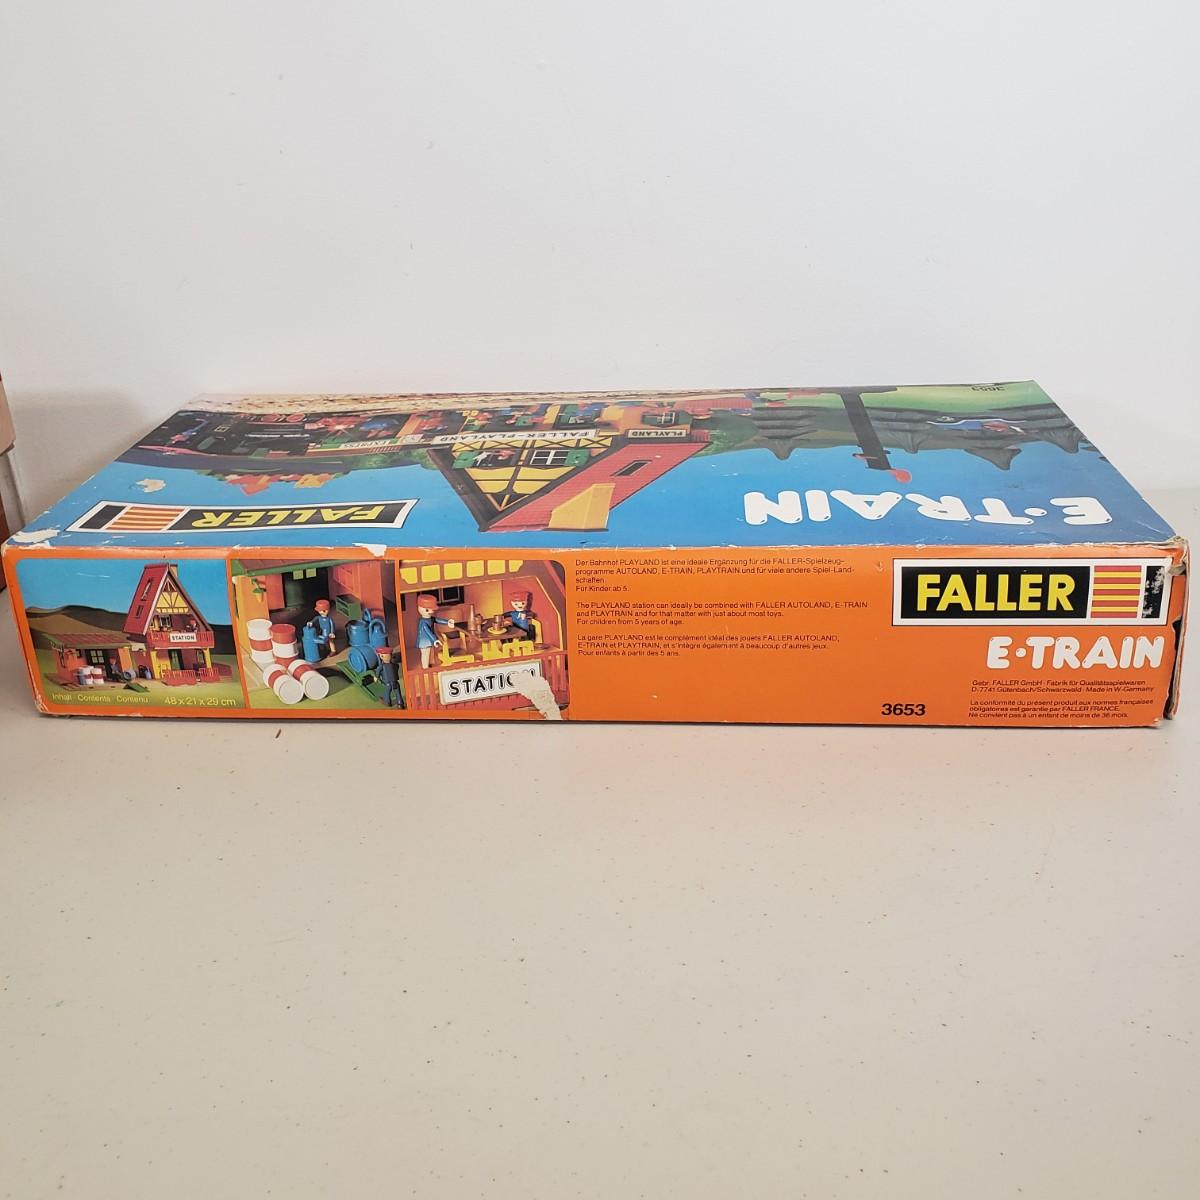 3653
EXPRESS
FALLER-PLAYLAND
PLAYLAND
E·TRAIN
FALLER
STATION
Inhalt · Contents · Contenu 48 x 21 x 29 cm
STATIO
Der Bahnhof PLAYLAND ist eine ideale Ergänzung für die FALLER-Spielzeug-
programme AUTOLAND, E-TRAIN, PLAYTRAIN und für viele andere Spiel-Land-
schaften.
Für Kinder ab 5.
The PLAYLAND station can ideally be combined with FALLER AUTOLAND, E-TRAIN
and PLAYTRAIN and for that matter with just about most toys.
For children from 5 years of age.
La gare PLAYLAND est le complément idéal des jouets FALLER AUTOLAND,
E-TRAIN et PLAYTRAIN, et s'intègre également à beaucoup d'autres jeux.
Pour enfants à partir des 5 ans.
FALLER
E·TRAIN
3653
Gebr. FALLER GmbH · Fabrik für Qualitätsspielwaren
D-7741 Gütenbach/Schwarzwald · Made in W.-Germany
La conformité du présent produit aux normes françaises
obligatoires est garantie par FALLER FRANCE.
Ne convient pas à un enfant de moins de 36 mois.